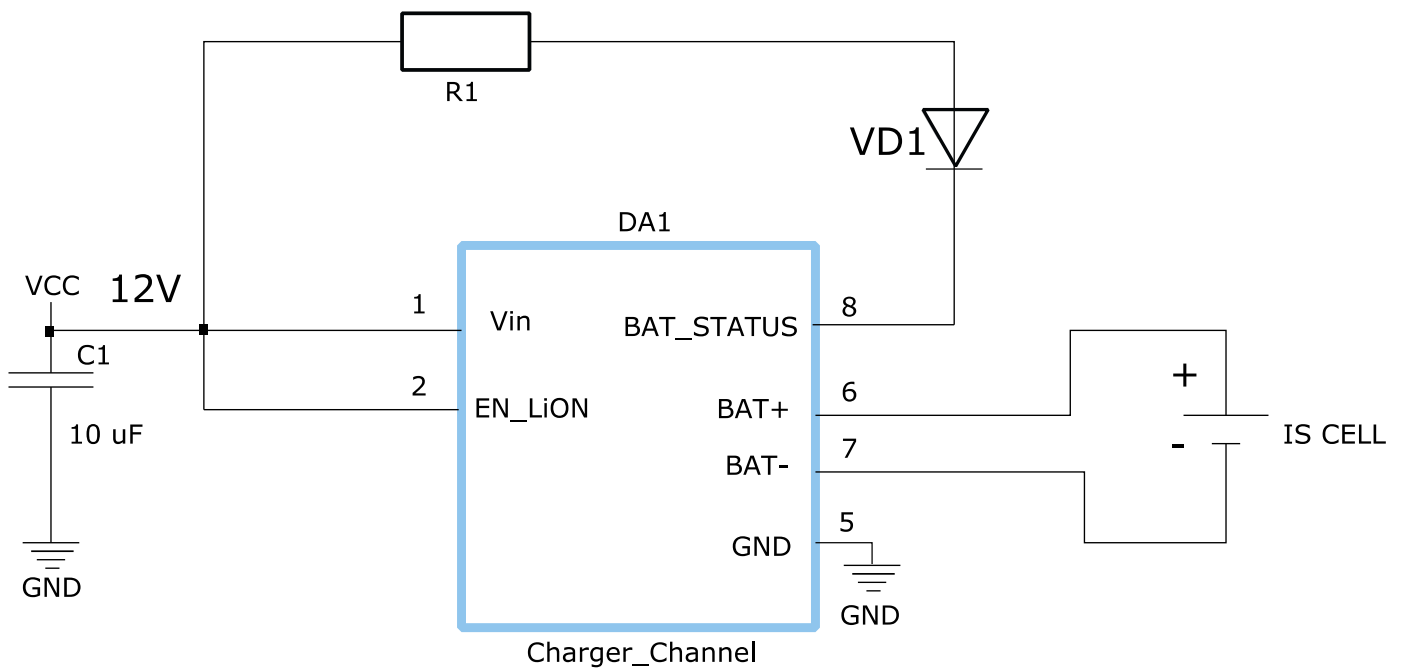 R1
VD1
DA1
VCC
12V
1
Vin
BAT_STATUS
8
C1
2
EN_LiON
BAT+
6
+
10 uF
-
IS CELL
BAT-
7
GND
5
GND
GND
Charger_Channel